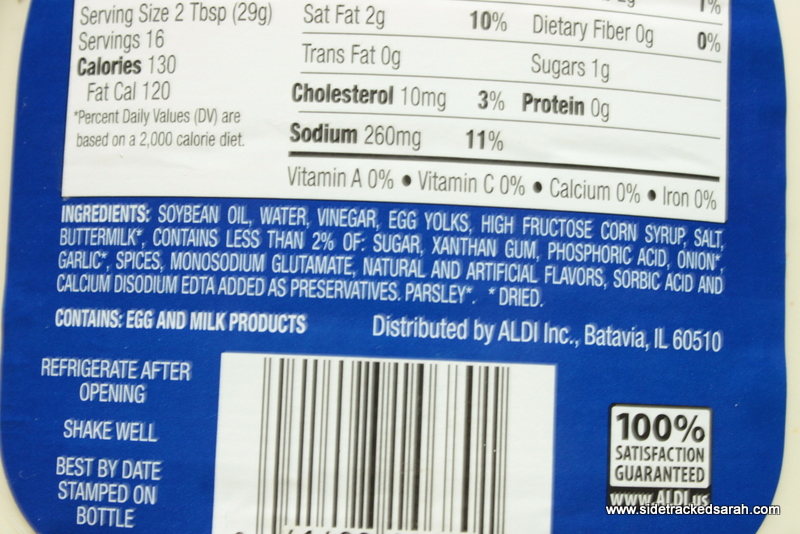 Serving Size 2 Tbsp (29g)
Servings 16
Calories 130
Fat Cal 120
*Percent Daily Values (DV) are
based on a 2,000 calorie diet.
1%
Sat Fat 2g 10% Dietary Fiber 0g 0%
Trans Fat 0g Sugars 1g
Cholesterol 10mg 3% Protein 0g
Sodium 260mg 11%
Vitamin A 0% • Vitamin C 0% • Calcium 0% • Iron 0%
INGREDIENTS: SOYBEAN OIL, WATER, VINEGAR, EGG YOLKS, HIGH FRUCTOSE CORN SYRUP, SALT,
BUTTERMILK*, CONTAINS LESS THAN 2% OF: SUGAR, XANTHAN GUM, PHOSPHORIC ACID, ONION*,
GARLIC*, SPICES, MONOSODIUM GLUTAMATE, NATURAL AND ARTIFICIAL FLAVORS, SORBIC ACID AND
CALCIUM DISODIUM EDTA ADDED AS PRESERVATIVES. PARSLEY*. * DRIED.
CONTAINS: EGG AND MILK PRODUCTS
Distributed by ALDI Inc., Batavia, IL 60510
REFRIGERATE AFTER
OPENING
SHAKE WELL
BEST BY DATE
STAMPED ON
BOTTLE
100%
SATISFACTION
GUARANTEED
www.ALDI.us
www.sidetrackedsarah.com